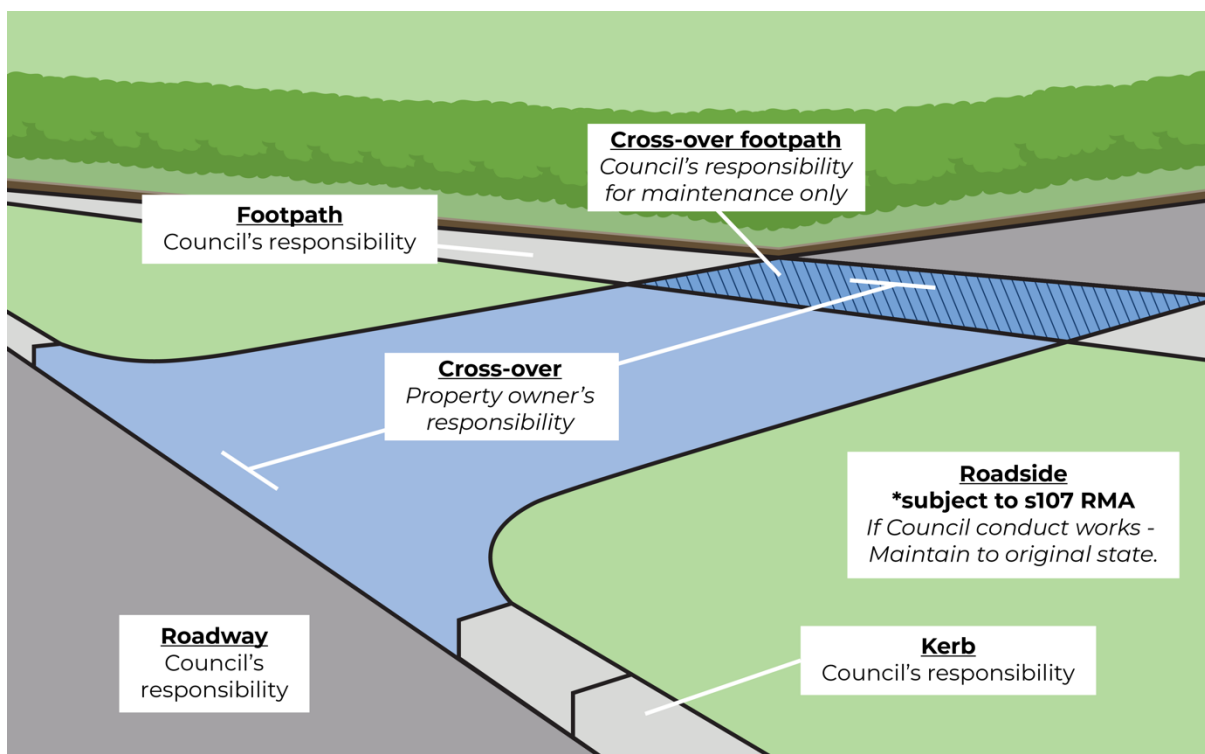 Cross-over footpath
Council's responsibility
for maintenance only
Footpath
Council's responsibility
Cross-over
Property owner's
responsibility
Roadside
*subject to s107 RMA
If Council conduct works -
Maintain to original state.
Roadway
Council's
responsibility
Kerb
Council's responsibility